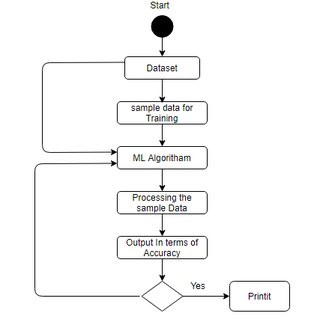 Start
Dataset
sample data for
Training
ML Algoritham
Processing the
sample Data
Output In terms of
Accuracy
Yes
Printit